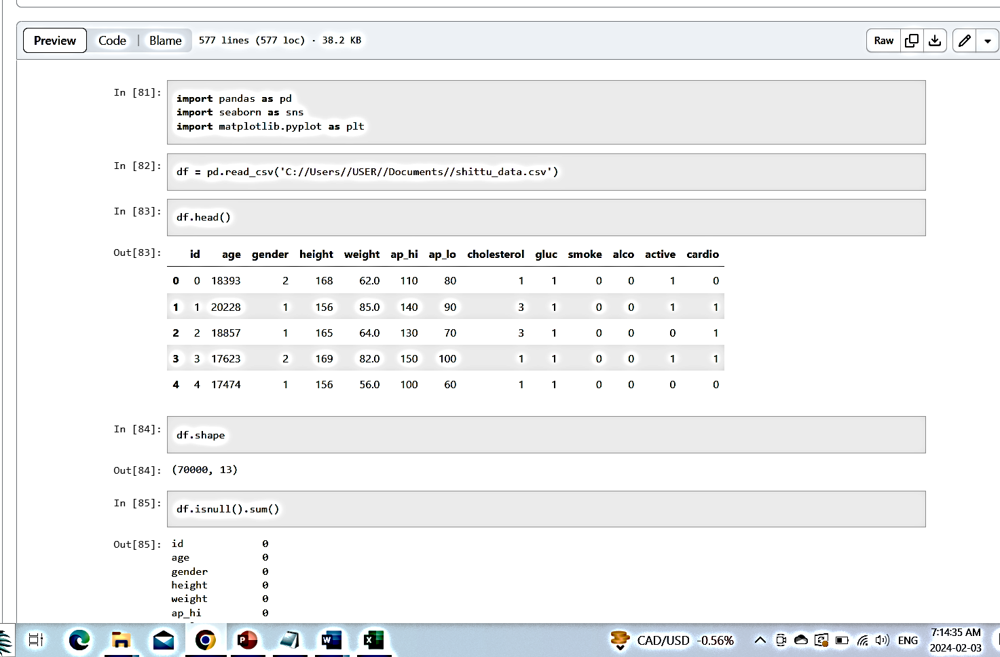 Preview Code | Blame 577 lines (577 loc) · 38.2 KB Raw
In [81]: import pandas as pd
import seaborn as sns
import matplotlib.pyplot as plt
In [82]: df = pd.read_csv('C://Users//USER//Documents//shittu_data.csv')
In [83]: df.head()
Out[83]: id age gender height weight ap_hi ap_lo cholesterol gluc smoke alco active cardio
0 0 18393 2 168 62.0 110 80 1 1 0 0 1 0
1 1 20228 1 156 85.0 140 90 3 1 0 0 1 1
2 2 18857 1 165 64.0 130 70 3 1 0 0 0 1
3 3 17623 2 169 82.0 150 100 1 1 0 0 1 1
4 4 17474 1 156 56.0 100 60 1 1 0 0 0 0
In [84]: df.shape
Out[84]: (70000, 13)
In [85]: df.isnull().sum()
Out[85]: id 0
age 0
gender 0
height 0
weight 0
ap_hi 0
CAD/USD -0.56% ENG 7:14:35 AM
2024-02-03